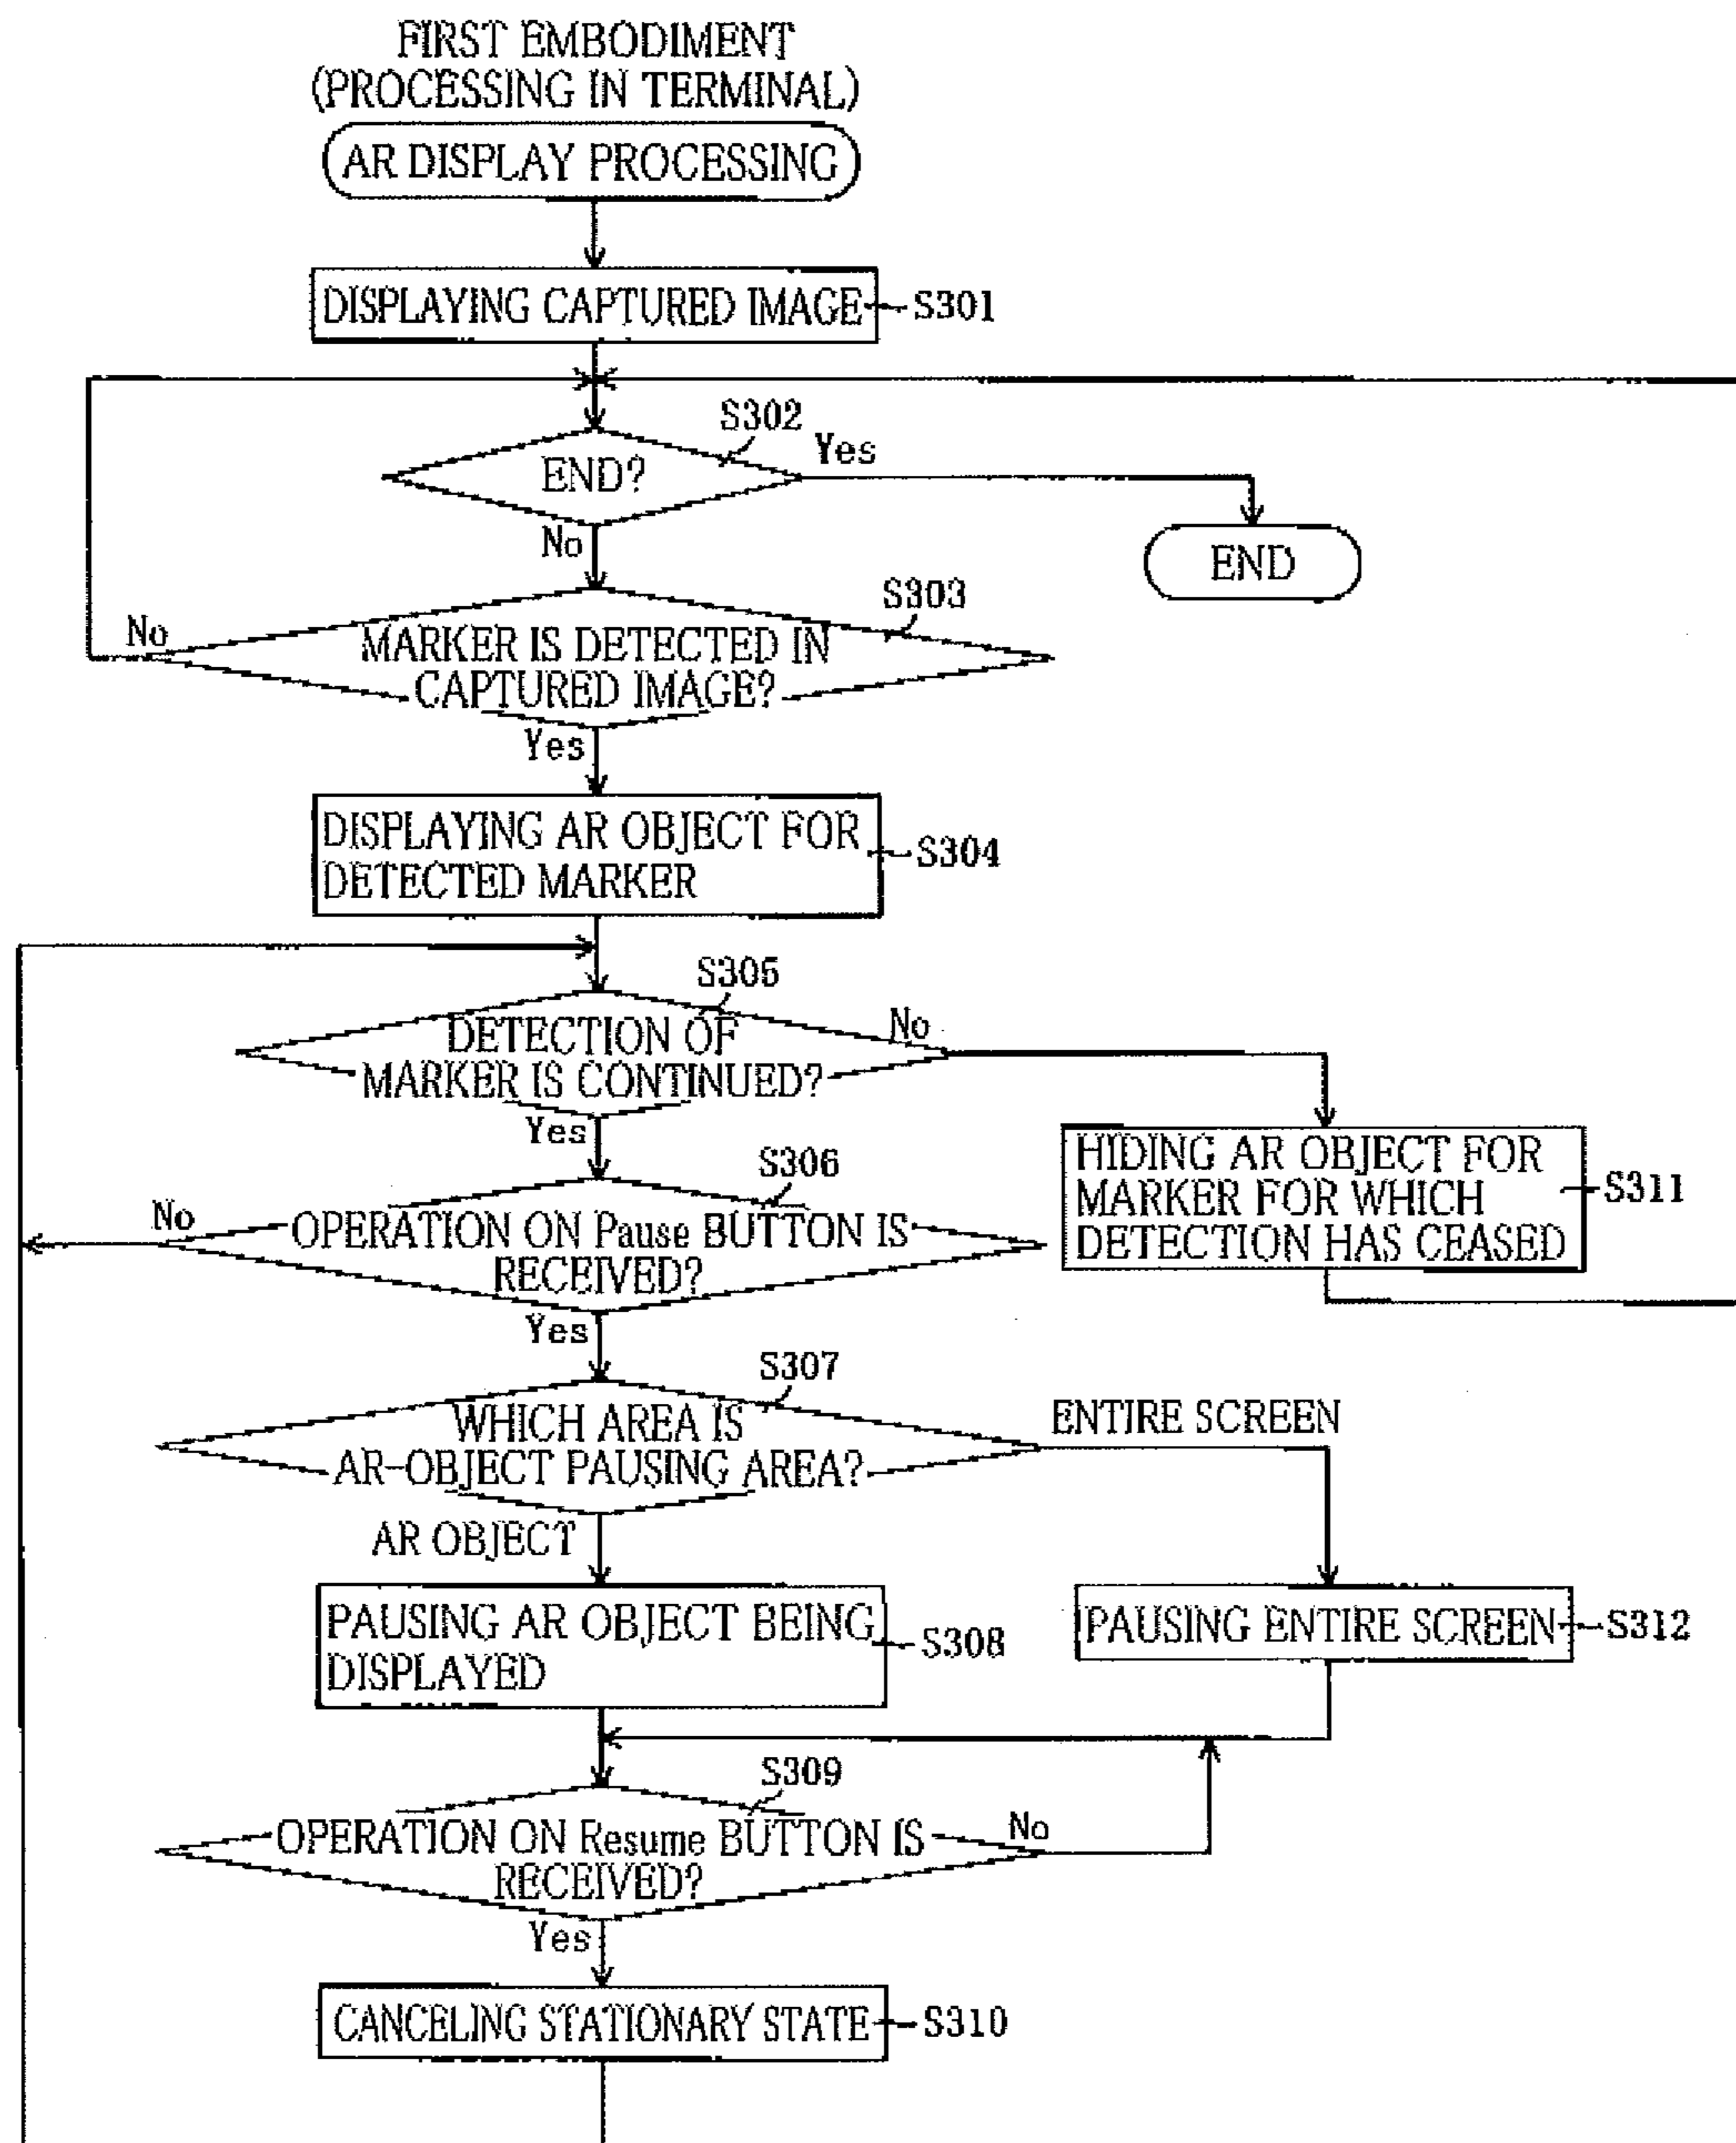 FIRST EMBODIMENT
(PROCESSING IN TERMINAL)
AR DISPLAY PROCESSING
DISPLAYING CAPTURED IMAGE
S301
S302
END?
Yes
No
END
S303
No
MARKER IS DETECTED IN
CAPTURED IMAGE?
Yes
DISPLAYING AR OBJECT FOR
DETECTED MARKER
S304
S305
DETECTION OF
MARKER IS CONTINUED?
No
Yes
HIDING AR OBJECT FOR
MARKER FOR WHICH
DETECTION HAS CEASED
S311
S306
No
OPERATION ON Pause BUTTON IS
RECEIVED?
Yes
S307
WHICH AREA IS
AR-OBJECT PAUSING AREA?
ENTIRE SCREEN
AR OBJECT
PAUSING AR OBJECT BEING
DISPLAYED
S308
PAUSING ENTIRE SCREEN
S312
S309
OPERATION ON Resume BUTTON IS
RECEIVED?
No
Yes
CANCELING STATIONARY STATE
S310